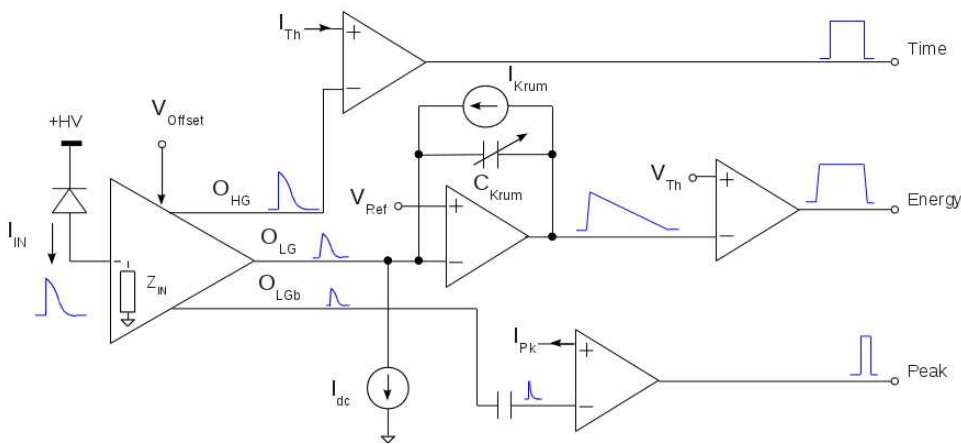 I_Th
+
−
Time
I_Krum
+HV
V_Offset
C_Krum
O_HG
V_Ref
+
−
V_Th
+
−
Energy
I_IN
O_LG
-
Z_IN
O_LGb
I_dc
I_Pk
+
−
Peak